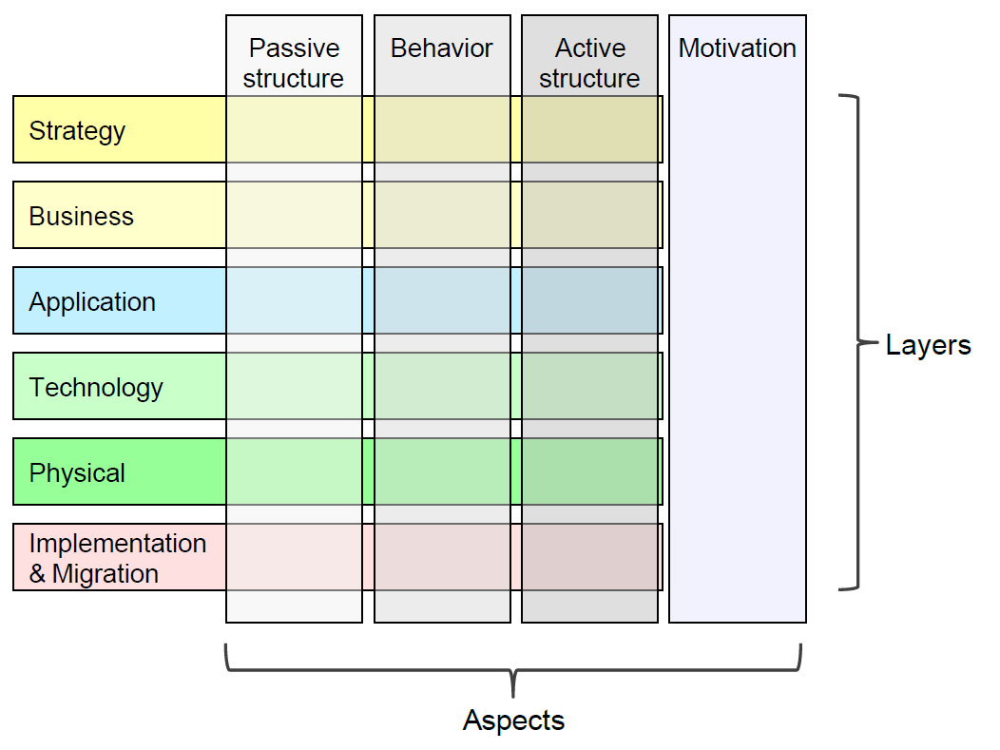 Passive
structure
Behavior
Active
structure
Motivation
Strategy
Business
Application
Technology
Physical
Implementation
& Migration
Layers
Aspects